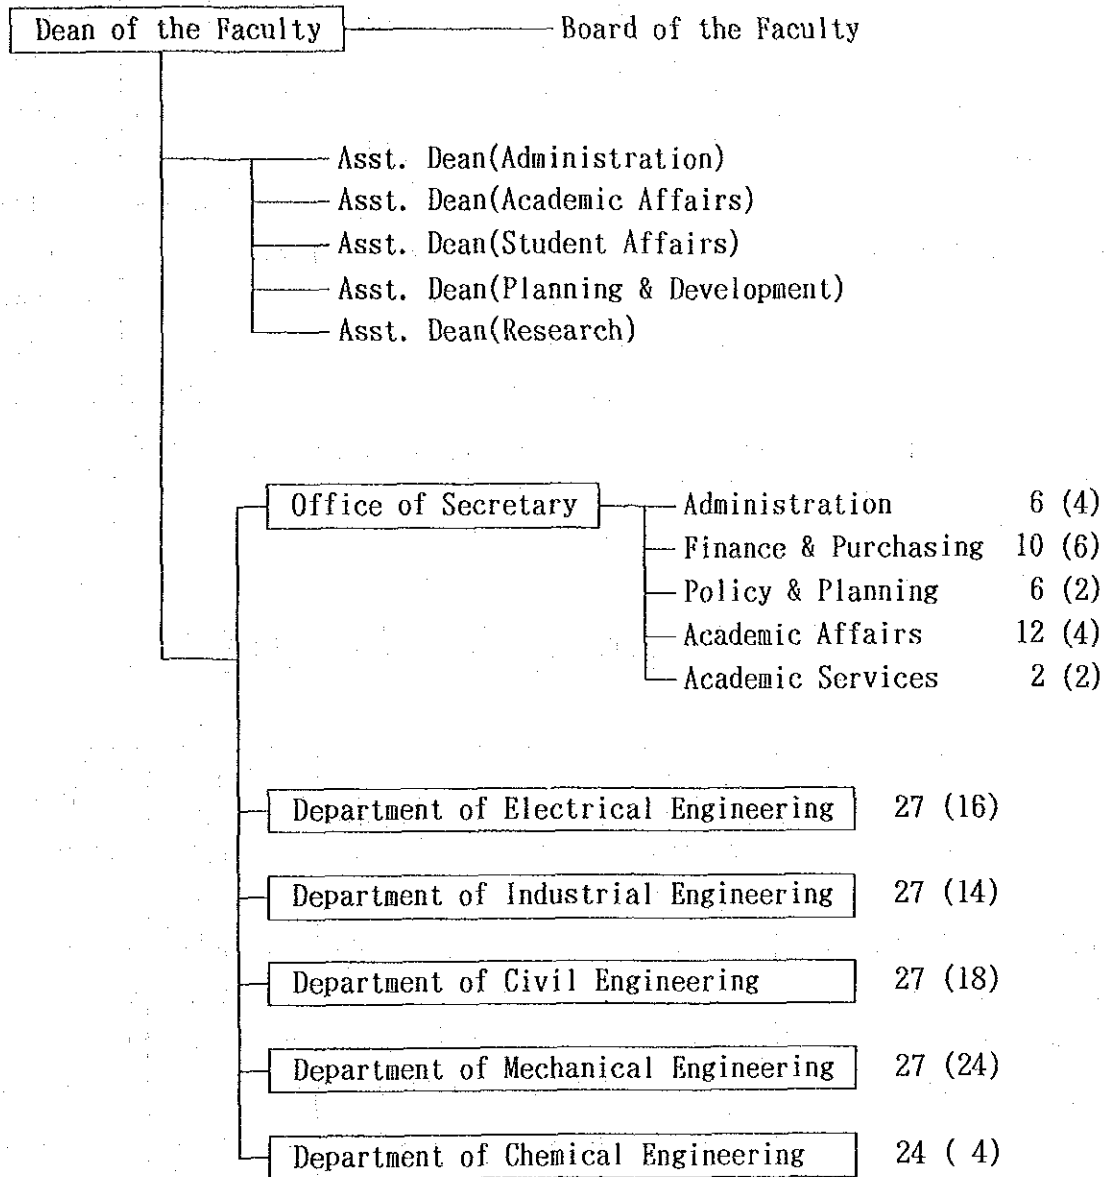 Dean of the Faculty Board of the Faculty
Asst. Dean(Administration)
Asst. Dean(Academic Affairs)
Asst. Dean(Student Affairs)
Asst. Dean(Planning & Development)
Asst. Dean(Research)
Office of Secretary Administration 6 (4)
Finance & Purchasing 10 (6)
Policy & Planning 6 (2)
Academic Affairs 12 (4)
Academic Services 2 (2)
Department of Electrical Engineering 27 (16)
Department of Industrial Engineering 27 (14)
Department of Civil Engineering 27 (18)
Department of Mechanical Engineering 27 (24)
Department of Chemical Engineering 24 ( 4)